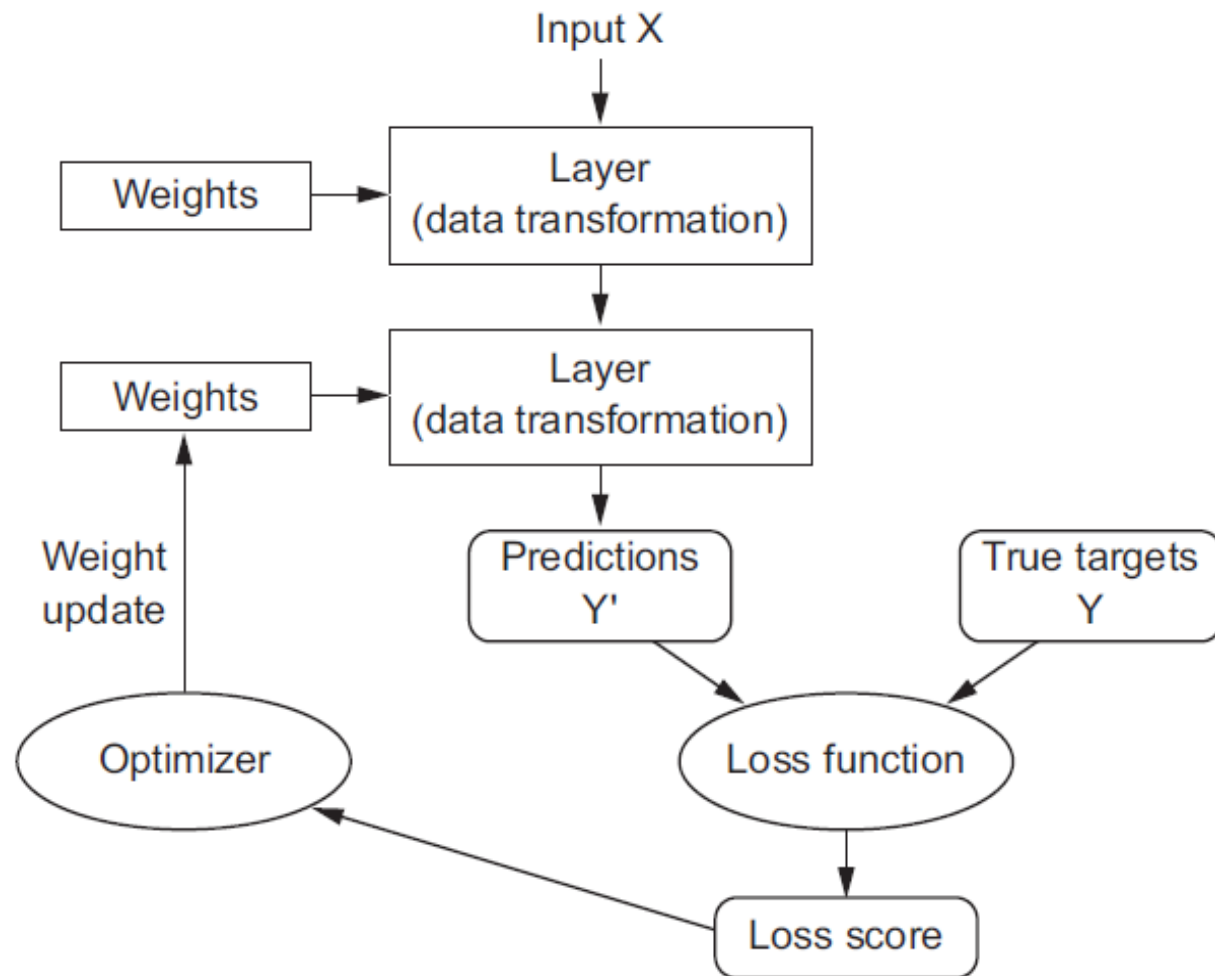 Input X
Weights
Layer
(data transformation)
Weights
Layer
(data transformation)
Weight
update
Predictions
Y'
True targets
Y
Optimizer
Loss function
Loss score